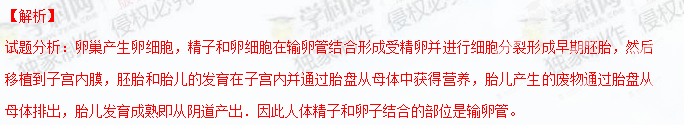 【解析】
试题分析：卵巢产生卵细胞，精子和卵细胞在输卵管结合形成受精卵并进行细胞分裂形成早期胚胎，然后
移植到子宫内膜，胚胎和胎儿的发育在子宫内并通过胎盘从母体中获得营养，胎儿产生的废物通过胎盘从
母体排出，胎儿发育成熟即从阴道产出．因此人体精子和卵子结合的部位是输卵管。